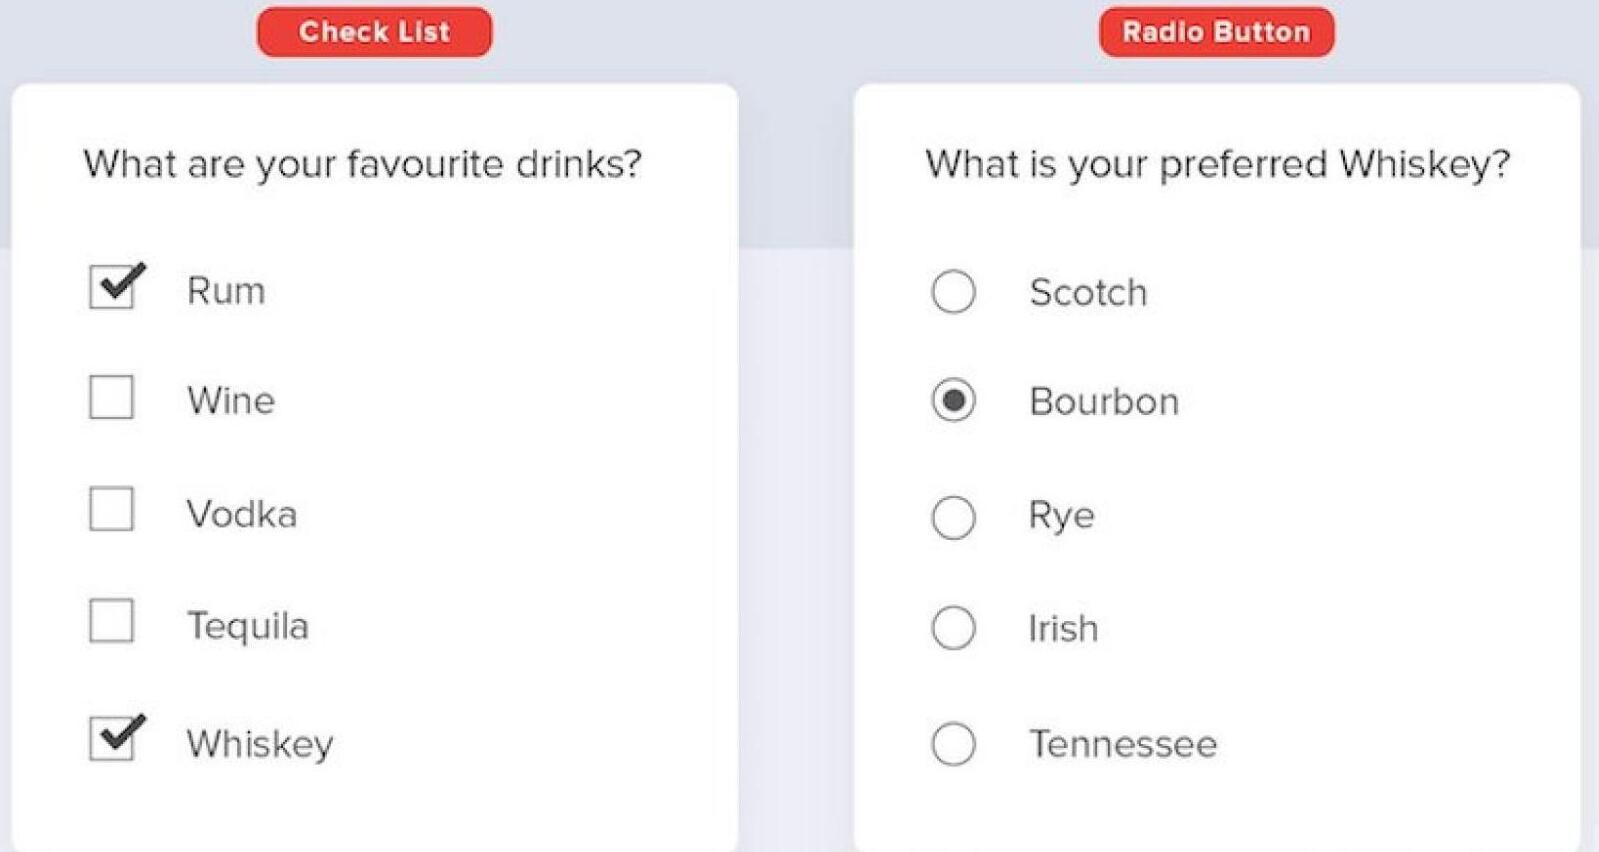 Check List
What are your favourite drinks?
Rum
Wine
Vodka
Tequila
Whiskey
Radio Button
What is your preferred Whiskey?
Scotch
Bourbon
Rye
Irish
Tennessee